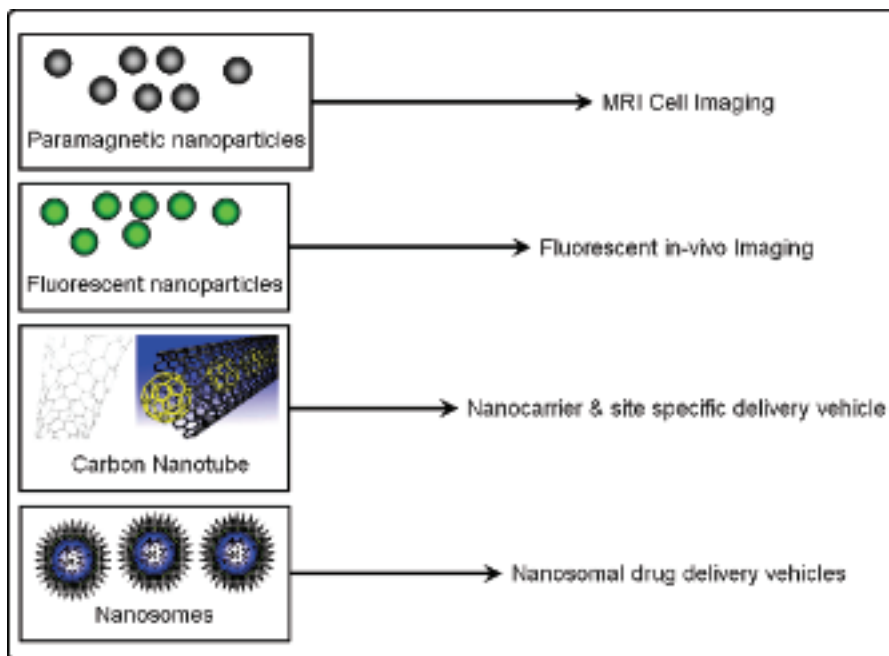 Paramagnetic nanoparticles
MRI Cell Imaging
Fluorescent nanoparticles
Fluorescent in-vivo Imaging
Carbon Nanotube
Nanocarrier & site specific delivery vehicle
Nanosomes
Nanosomal drug delivery vehicles